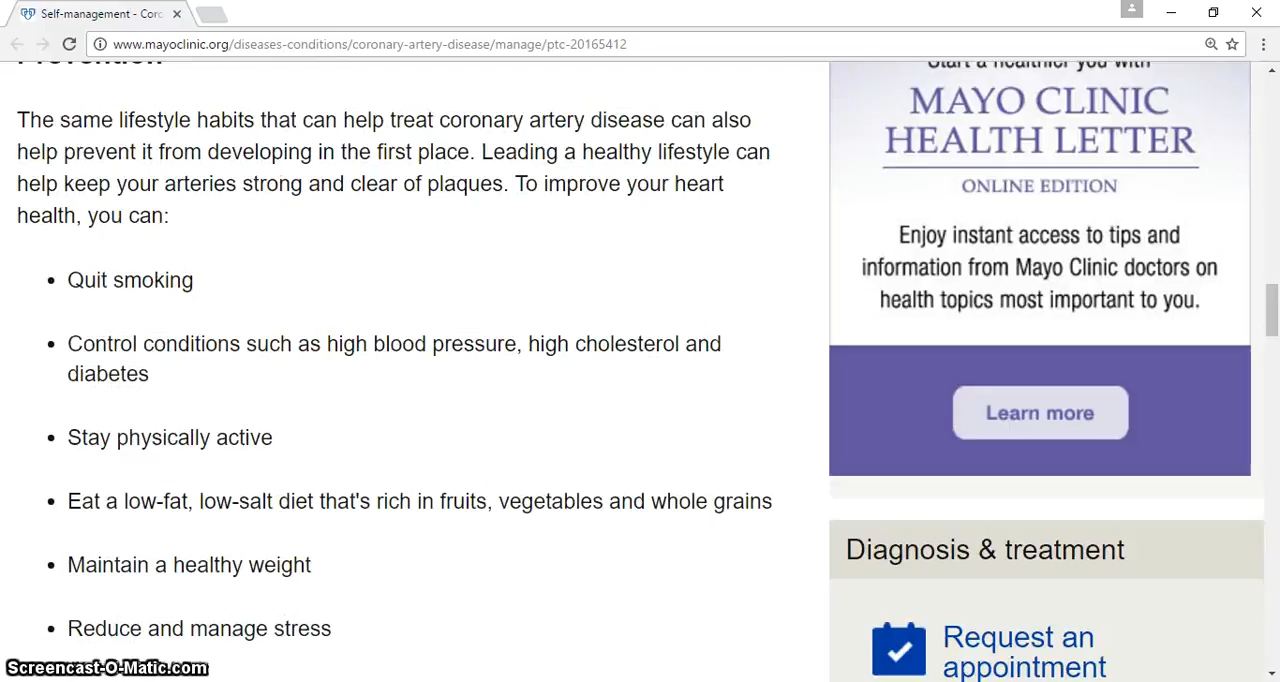 Self-management - Coro
www.mayoclinic.org/diseases-conditions/coronary-artery-disease/manage/ptc-20165412
Prevention
The same lifestyle habits that can help treat coronary artery disease can also
help prevent it from developing in the first place. Leading a healthy lifestyle can
help keep your arteries strong and clear of plaques. To improve your heart
health, you can:
• Quit smoking
• Control conditions such as high blood pressure, high cholesterol and
diabetes
• Stay physically active
• Eat a low-fat, low-salt diet that's rich in fruits, vegetables and whole grains
• Maintain a healthy weight
• Reduce and manage stress
Start a healthier you with
MAYO CLINIC
HEALTH LETTER
ONLINE EDITION
Enjoy instant access to tips and
information from Mayo Clinic doctors on
health topics most important to you.
Learn more
Diagnosis & treatment
Request an
appointment
Screencast-O-Matic.com